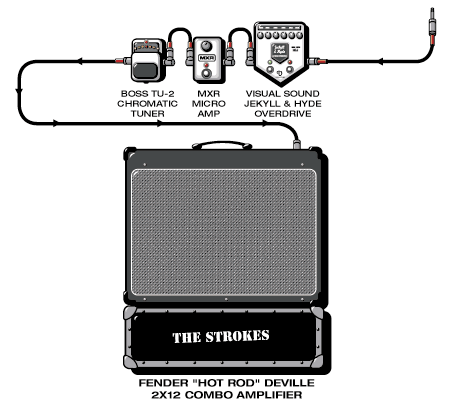 BOSS TU-2
CHROMATIC
TUNER
MXR
MXR
MICRO
AMP
VISUAL SOUND
JEKYLL & HYDE
OVERDRIVE
THE STROKES
FENDER "HOT ROD" DEVILLE
2X12 COMBO AMPLIFIER